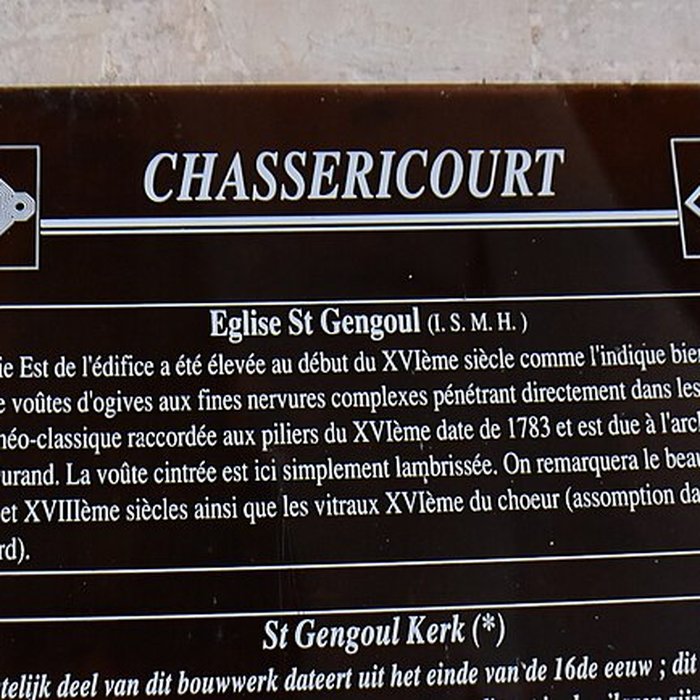 CHASSERICOURT
Eglise St Gengoul (I. S. M. H. )
ie Est de l'édifice a été élevée au début du XVIème siècle comme l'indique bien
e voûtes d'ogives aux fines nervures complexes pénétrant directement dans les
néo-classique raccordée aux piliers du XVIème date de 1783 et est due à l'arch
urand. La voûte cintrée est ici simplement lambrissée. On remarquera le beau
et XVIIIème siècles ainsi que les vitraux XVIème du choeur (assomption da
rd).
St Gengoul Kerk (*)
telijk deel van dit bouwwerk dateert uit het einde van de 16de eeuw ; dit